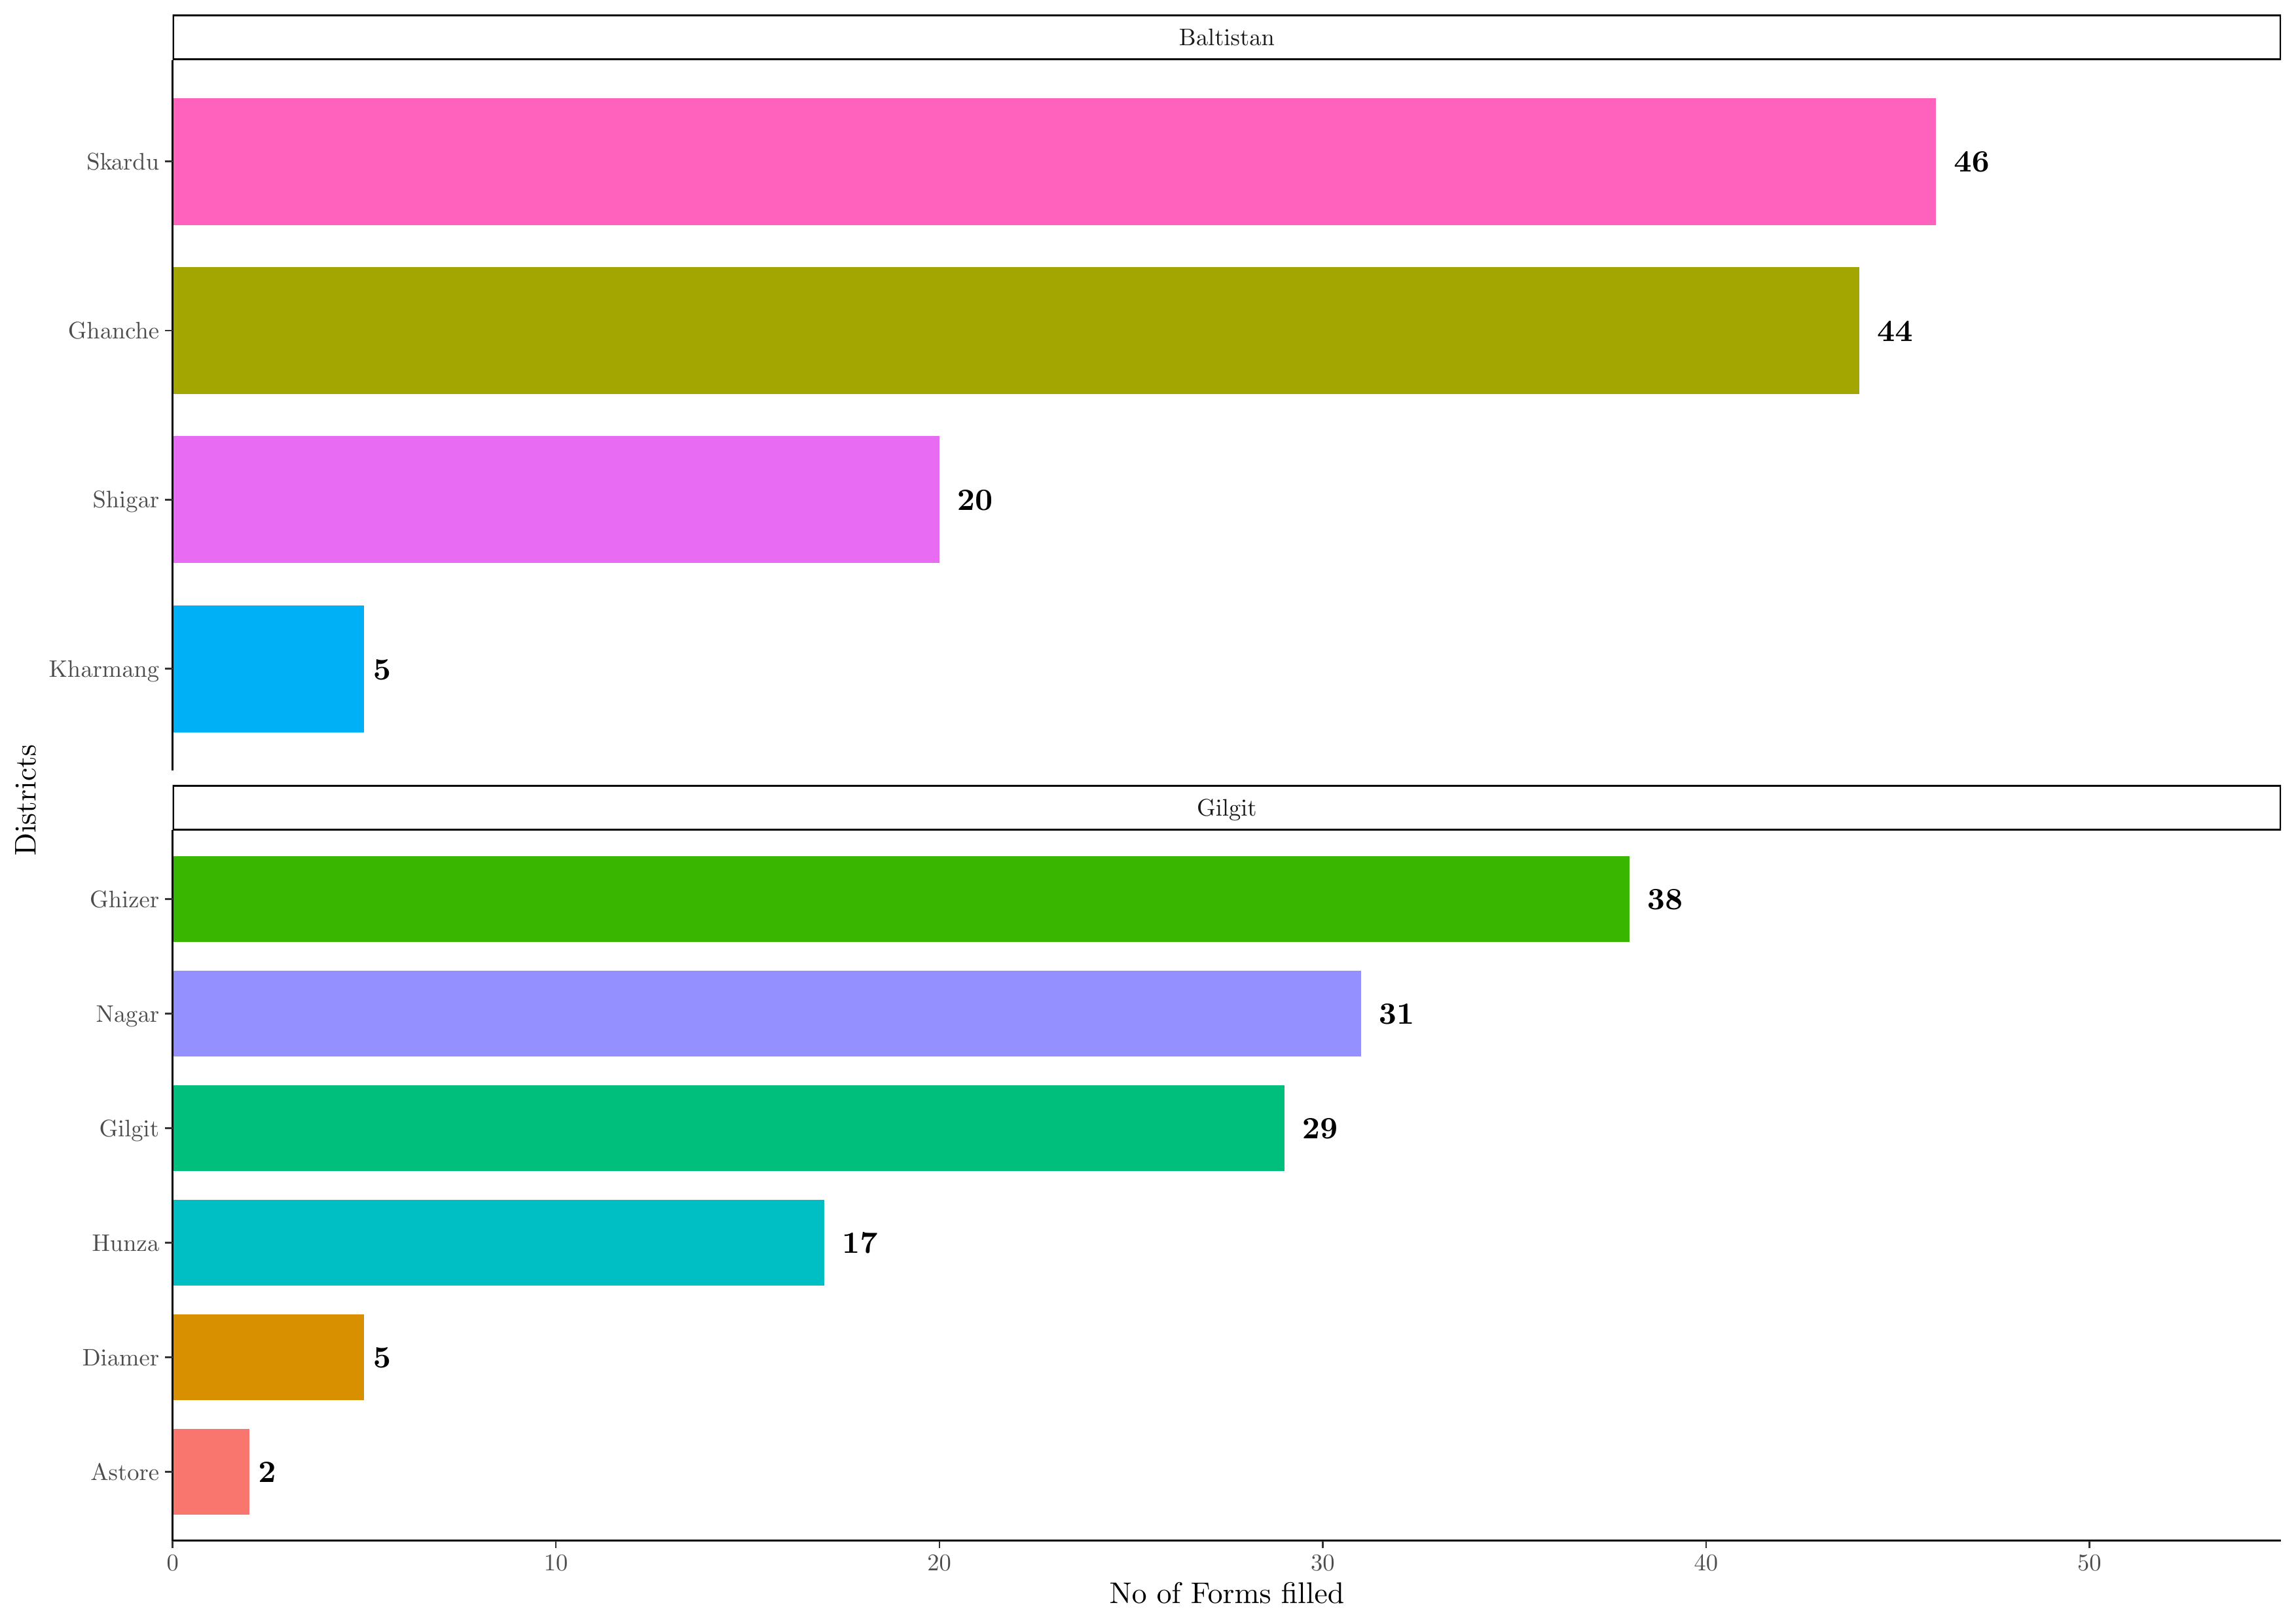 Baltistan
Skardu 46
Ghanche 44
Shigar 20
Kharmang 5
Districts
Gilgit
Ghizer 38
Nagar 31
Gilgit 29
Hunza 17
Diamer 5
Astore 2
0 10 20 30 40 50
No of Forms filled